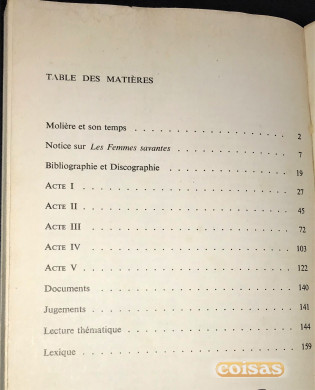 TABLE DES MATIÈRES
Molière et son temps . . . . . . . . . . . . . . . . . . . 2
Notice sur Les Femmes savantes . . . . . . . . . . . . . . 7
Bibliographie et Discographie . . . . . . . . . . . . . . 19
ACTE I . . . . . . . . . . . . . . . . . . . . . . . . 27
ACTE II . . . . . . . . . . . . . . . . . . . . . . . . 45
ACTE III . . . . . . . . . . . . . . . . . . . . . . . 72
ACTE IV . . . . . . . . . . . . . . . . . . . . . . . 103
ACTE V . . . . . . . . . . . . . . . . . . . . . . . . 122
Documents . . . . . . . . . . . . . . . . . . . . . . 140
Jugements . . . . . . . . . . . . . . . . . . . . . . 141
Lecture thématique . . . . . . . . . . . . . . . . . . 144
Lexique . . . . . . . . . . . . . . . . . . . . . . . 159
coisas